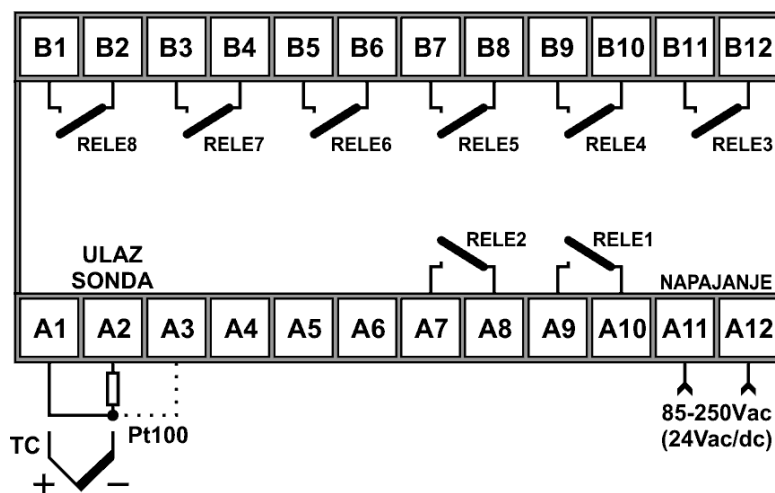 B1 B2 B3 B4 B5 B6 B7 B8 B9 B10 B11 B12
RELE8 RELE7 RELE6 RELE5 RELE4 RELE3
RELE2 RELE1
ULAZ
SONDA
NAPAJANJE
A1 A2 A3 A4 A5 A6 A7 A8 A9 A10 A11 A12
85-250Vac
(24Vac/dc)
Pt100
TC
+ −